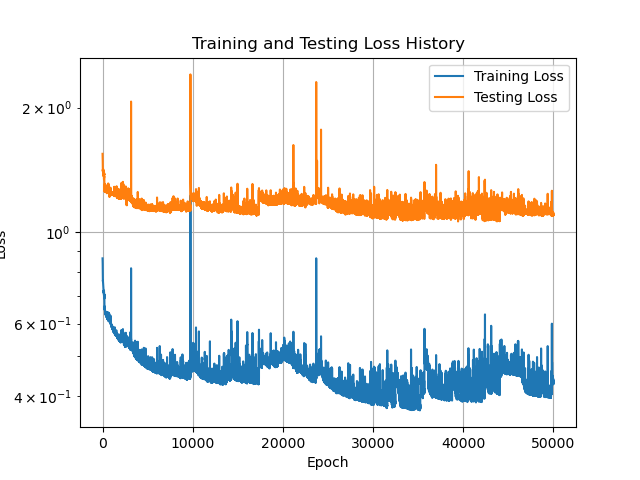 Training and Testing Loss History
Training Loss
Testing Loss
2 × 10⁰
10⁰
6 × 10⁻¹
4 × 10⁻¹
Loss
0 10000 20000 30000 40000 50000
Epoch